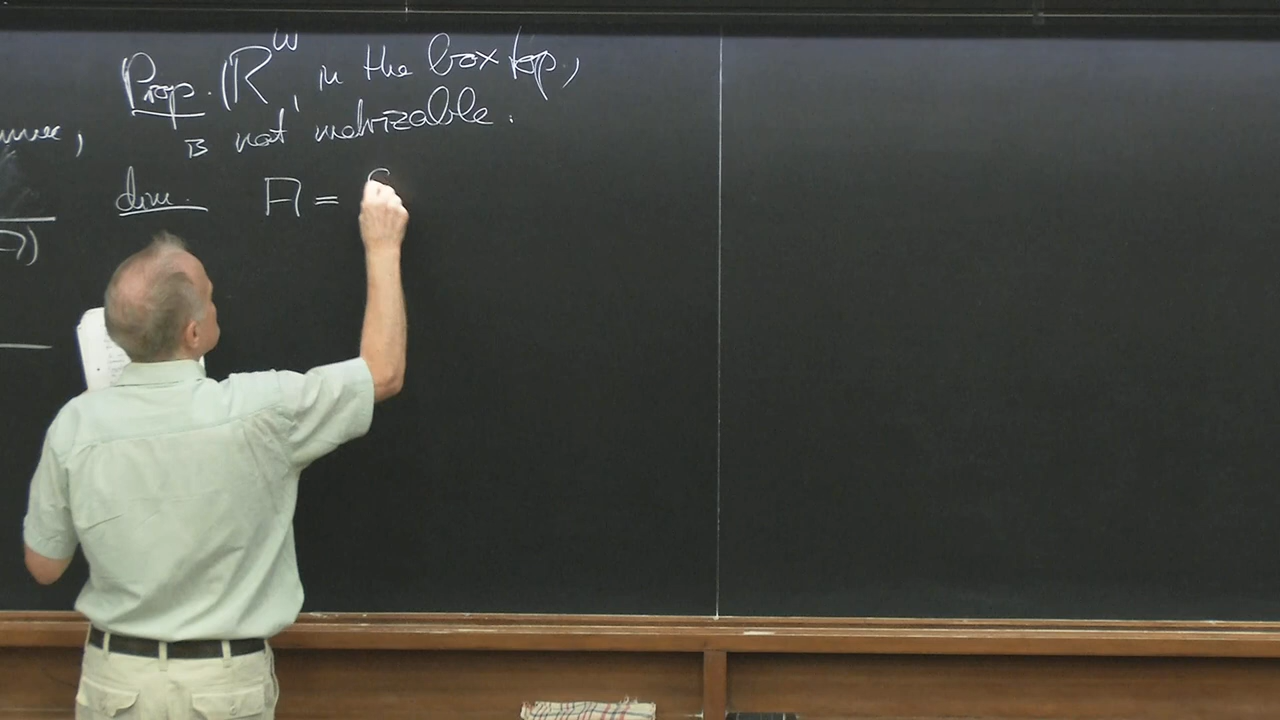 Prop. ℝ^ω, in the box top,
is not metrizable.
dim. A = {